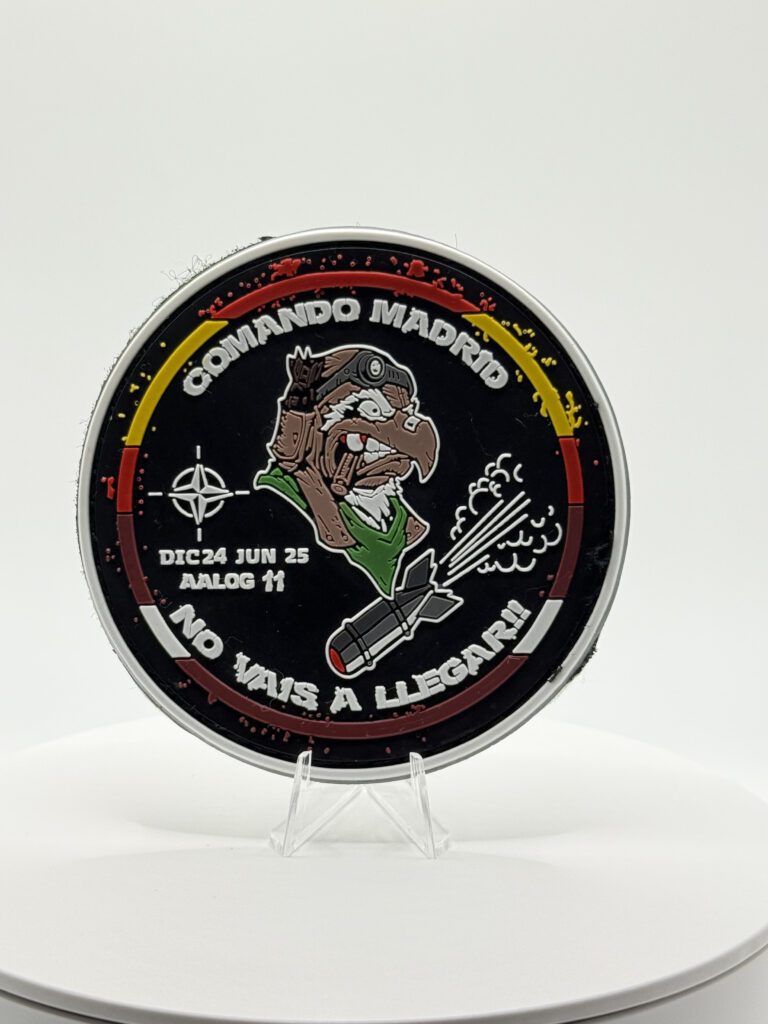 COMANDO MADRID
DIC24 JUN 25
AALOG 11
NO VAIS A LLEGAR!!